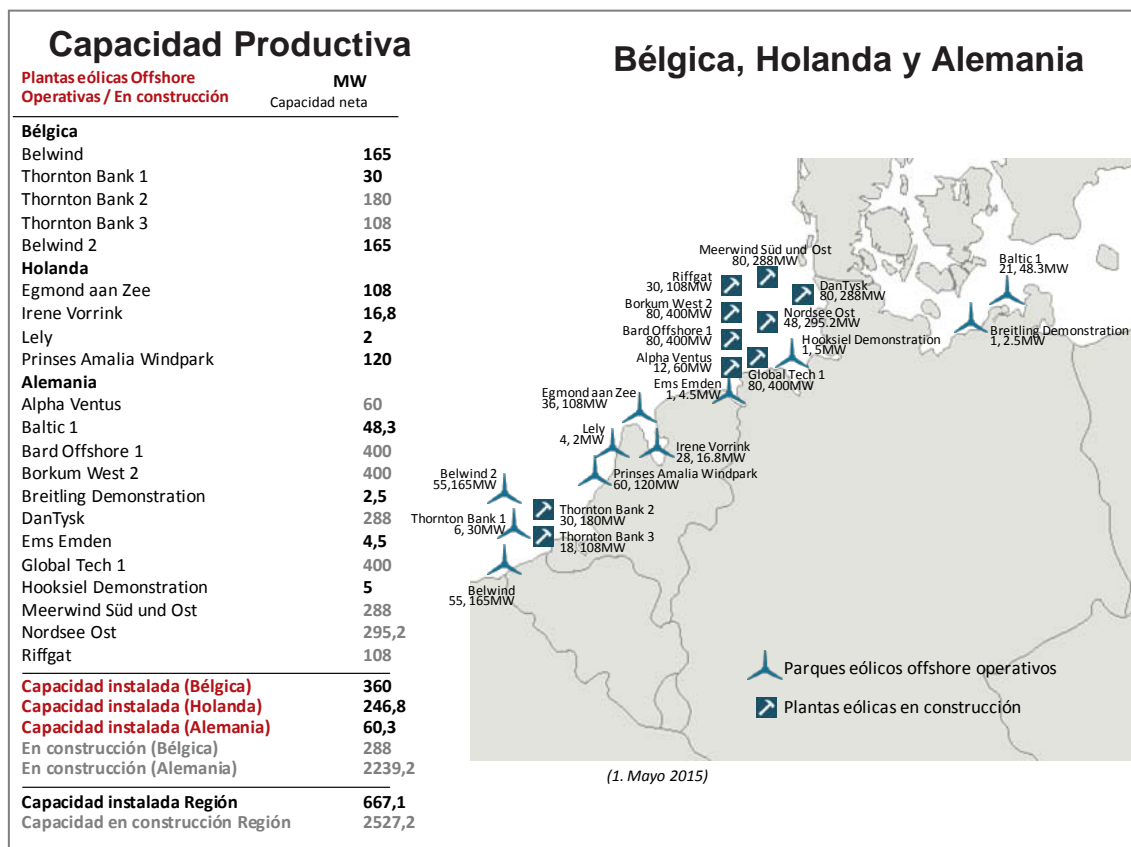 Capacidad Productiva
Plantas eólicas Offshore
Operativas / En construcción
MW
Capacidad neta
Bélgica
Belwind 165
Thornton Bank 1 30
Thornton Bank 2 180
Thornton Bank 3 108
Belwind 2 165
Holanda
Egmond aan Zee 108
Irene Vorrink 16,8
Lely 2
Prinses Amalia Windpark 120
Alemania
Alpha Ventus 60
Baltic 1 48,3
Bard Offshore 1 400
Borkum West 2 400
Breitling Demonstration 2,5
DanTysk 288
Ems Emden 4,5
Global Tech 1 400
Hooksiel Demonstration 5
Meerwind Süd und Ost 288
Nordsee Ost 295,2
Riffgat 108
Capacidad instalada (Bélgica) 360
Capacidad instalada (Holanda) 246,8
Capacidad instalada (Alemania) 60,3
En construcción (Bélgica) 288
En construcción (Alemania) 2239,2
Capacidad instalada Región 667,1
Capacidad en construcción Región 2527,2
Bélgica, Holanda y Alemania
Meerwind Süd und Ost
80, 288MW
Riffgat
30, 108MW
DanTysk
80, 288MW
Baltic 1
21, 48.3MW
Borkum West 2
80, 400MW
Nordsee Ost
48, 295.2MW
Bard Offshore 1
80, 400MW
Hooksiel Demonstration
1, 5MW
Breitling Demonstration
1, 2.5MW
Alpha Ventus
12, 60MW
Global Tech 1
80, 400MW
Ems Emden
1, 4.5MW
Egmond aan Zee
36, 108MW
Lely
4, 2MW
Irene Vorrink
28, 16.8MW
Prinses Amalia Windpark
60, 120MW
Belwind 2
55,165MW
Thornton Bank 2
30, 180MW
Thornton Bank 1
6, 30MW
Thornton Bank 3
18, 108MW
Belwind
55, 165MW
Parques eólicos offshore operativos
Plantas eólicas en construcción
(1. Mayo 2015)